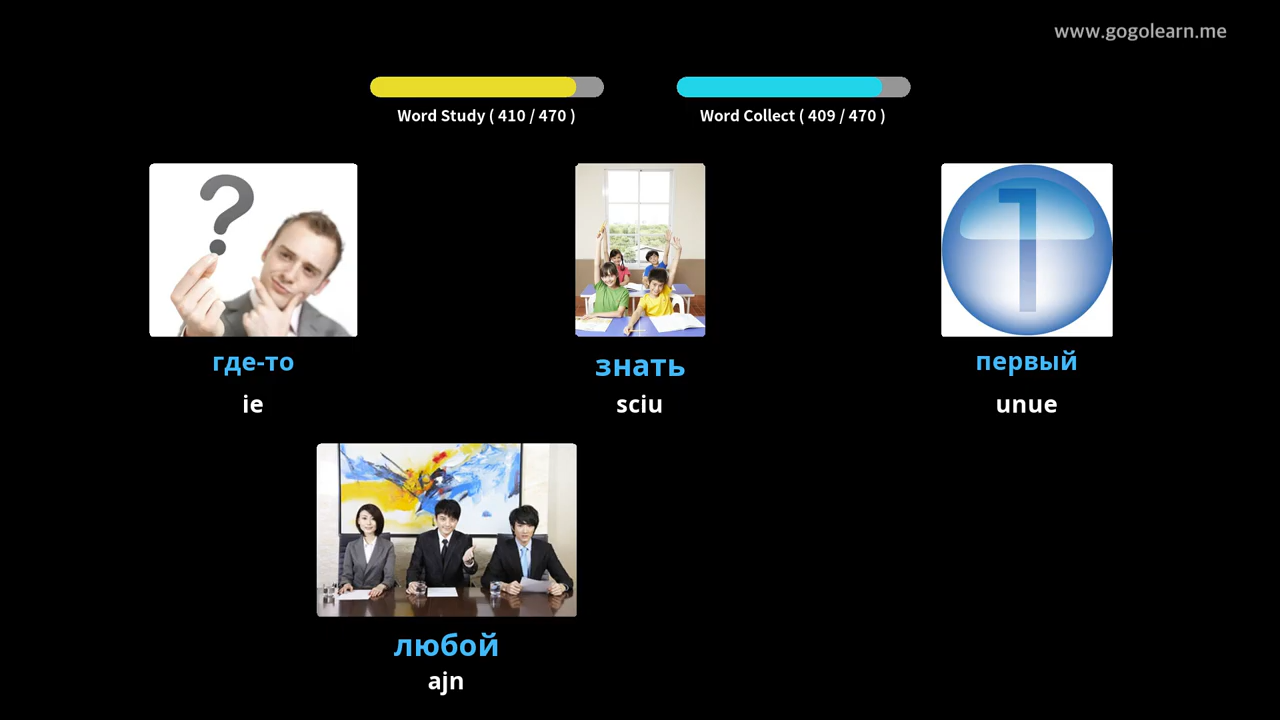 www.gogolearn.me
Word Study ( 410 / 470 )
Word Collect ( 409 / 470 )
где-то
ie
знать
sciu
первый
unue
любой
ajn